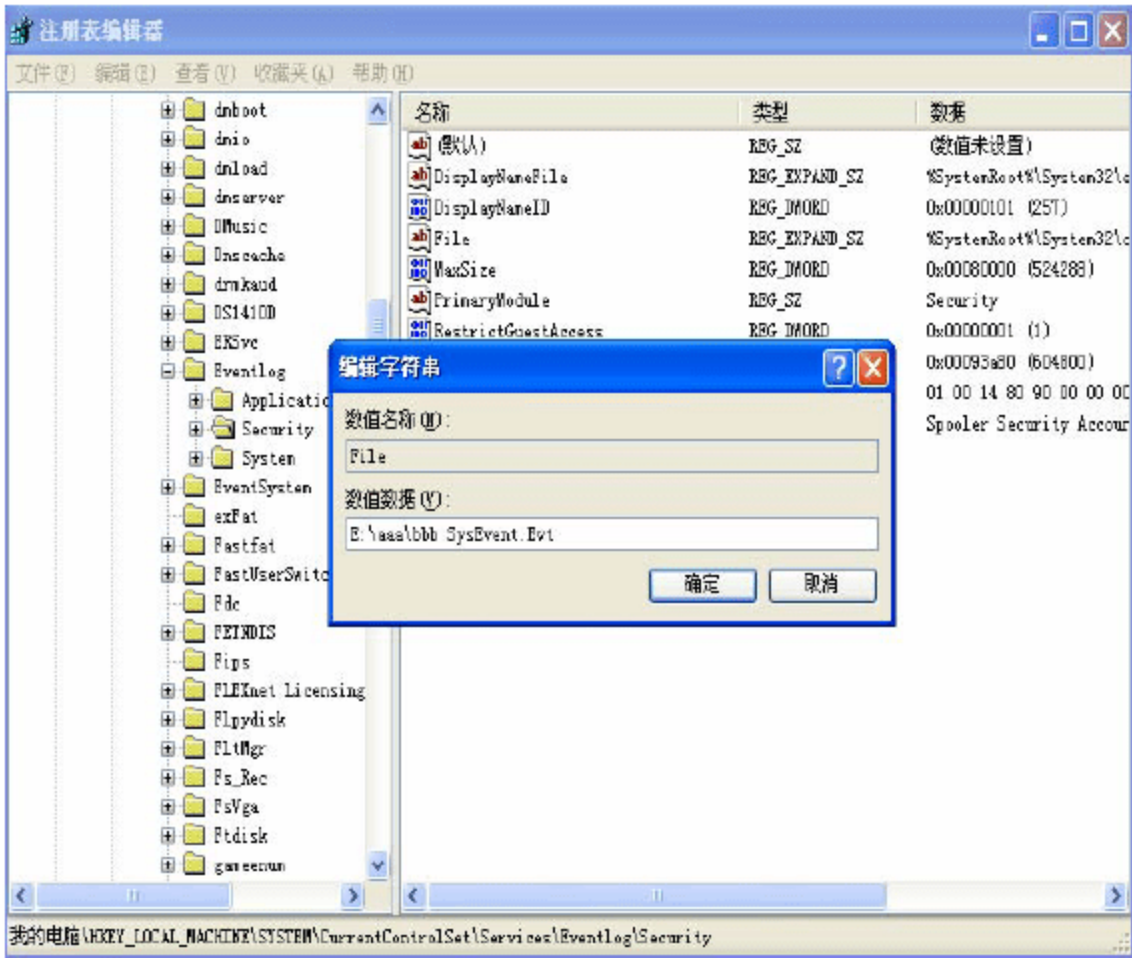 注册表编辑器
文件(F) 编辑(E) 查看(V) 收藏夹(A) 帮助(H)
dmboot
dmio
dmload
dmserver
DMusic
Dnscache
drmkaud
DS1410D
ERSvc
Eventlog
Applicatio
Security
System
EventSystem
exFat
Fastfat
FastUserSwitc
Fdc
FETNDIS
Fips
FLEXnet Licensing
Flpydisk
FltMgr
Fs_Rec
FsVga
Ftdisk
gameenum
名称 类型 数据
(默认) REG_SZ (数值未设置)
DisplayNameFile REG_EXPAND_SZ %SystemRoot%\System32\c
DisplayNameID REG_DWORD 0x00000101 (257)
File REG_EXPAND_SZ %SystemRoot%\System32\c
MaxSize REG_DWORD 0x00080000 (524288)
PrimaryModule REG_SZ Security
RestrictGuestAccess REG_DWORD 0x00000001 (1)
0x00093a80 (604800)
01 00 14 80 90 00 00 00
Spooler Security Accour
编辑字符串
数值名称(N):
File
数值数据(V):
E:\aaa\bbb SysEvent.Evt
确定 取消
我的电脑\HKEY_LOCAL_MACHINE\SYSTEM\CurrentControlSet\Services\Eventlog\Security